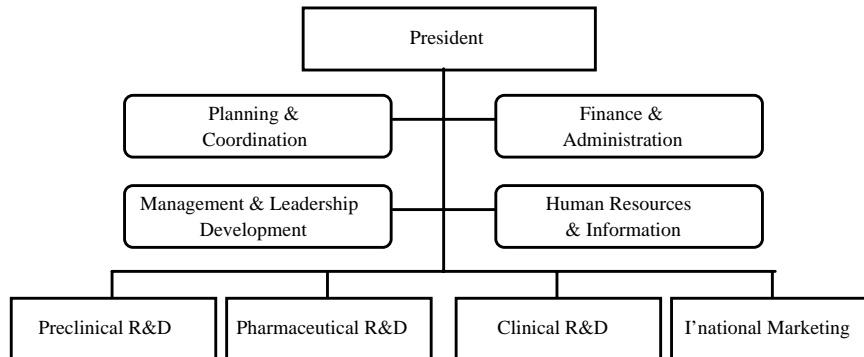 President
Planning &
Coordination
Finance &
Administration
Management & Leadership
Development
Human Resources
& Information
Preclinical R&D
Pharmaceutical R&D
Clinical R&D
I'national Marketing